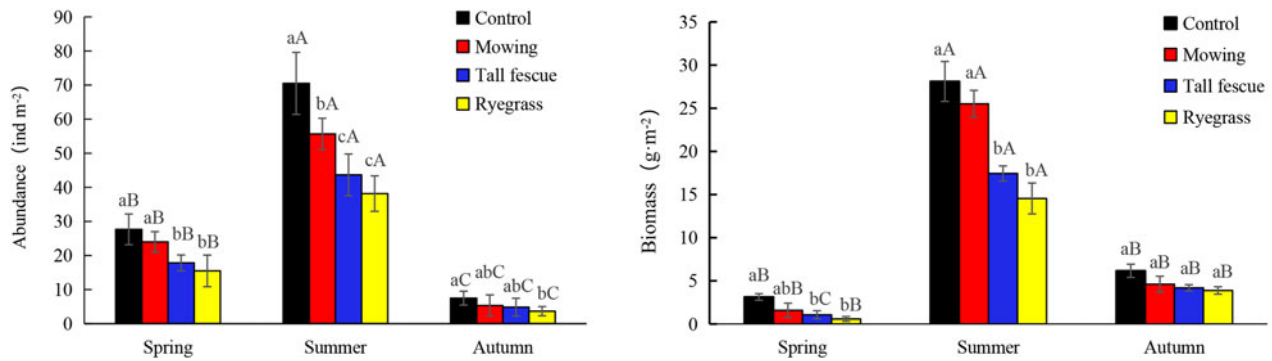 Abundance (ind m-2)
90
80
70
60
50
40
30
20
10
0
aB
aB
bB
bB
aA
bA
cA
cA
aC
abC
abC
bC
Control
Mowing
Tall fescue
Ryegrass
Spring Summer Autumn
Biomass (g·m-2)
35
30
25
20
15
10
5
0
aB
abB
bC
bB
aA
aA
bA
bA
aB
aB
aB
aB
Control
Mowing
Tall fescue
Ryegrass
Spring Summer Autumn